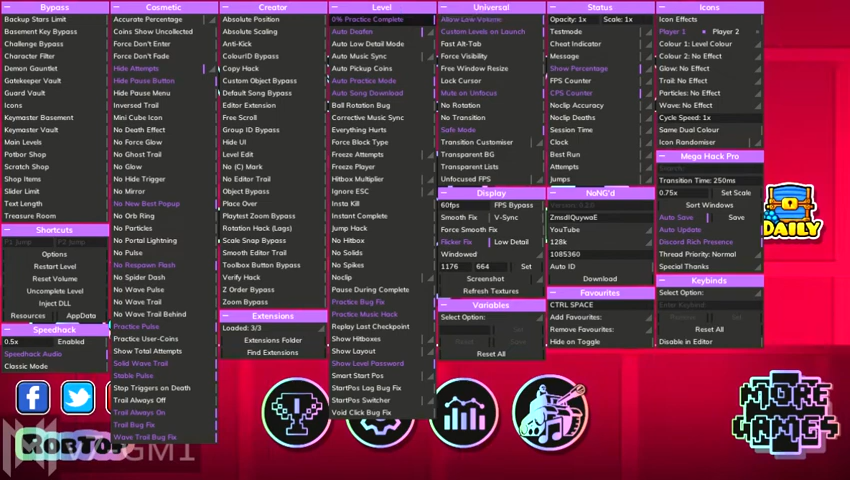 Bypass
Backup Stars Limit
Basement Key Bypass
Challenge Bypass
Character Filter
Demon Gauntlet
Gatekeeper Vault
Guard Vault
Icons
Keymaster Basement
Keymaster Vault
Main Levels
Potbor Shop
Scratch Shop
Shop Items
Slider Limit
Text Length
Treasure Room
Shortcuts
P1 Jump P2 Jump
Options
Restart Level
Reset Volume
Uncomplete Level
Inject DLL
Resources AppData
Speedhack
0.5x Enabled
Speedhack Audio
Classic Mode
Cosmetic
Accurate Percentage
Coins Show Uncollected
Force Don't Enter
Force Don't Fade
Hide Attempts
Hide Pause Button
Hide Pause Menu
Inversed Trail
Mini Cube Icon
No Death Effect
No Force Glow
No Ghost Trail
No Glow
No Higher Trail
No Mirror
No New Best Popup
No Orb Ring
No Particles
No Portal Lightning
No Pulse
No Respawn Flash
No Spider Dash
No Wave Pulse
No Wave Trail
No Wave Trail Behind
Practice Pulse
Practice User-Coins
Show Total Attempts
Solid Wave Trail
Stable Pulse
Stop Triggers on Death
Trail Always Off
Trail Always On
Trail Bug Fix
Wave Trail Bug Fix
Creator
Absolute Position
Absolute Scaling
Anti-Kick
ColourID Bypass
Copy Hack
Custom Object Bypass
Default Song Bypass
Editor Extension
Free Scroll
Group ID Bypass
Hide UI
Level Edit
No (C) Mark
No Editor Trail
Object Bypass
Place Over
Playtest Zoom Bypass
Rotation Hack (Lags)
Scale Snap Bypass
Smooth Editor Trail
Toolbox Button Bypass
Verify Hack
Z Order Bypass
Zoom Bypass
Extensions
Loaded: 3/3
Extensions Folder
Find Extensions
Level
0% Practice Complete
Auto Deafen
Auto Low Detail Mode
Auto Music Sync
Auto Pickup Coins
Auto Practice Mode
Auto Song Download
Ball Rotation Bug
Corrective Music Sync
Everything Hurts
Force Block Type
Freeze Attempts
Freeze Player
Hitbox Multiplier
Ignore ESC
Insta Kill
Instant Complete
Jump Hack
No Hitbox
No Solids
No Spikes
Noclip
Pause During Complete
Practice Bug Fix
Practice Music Hack
Replay Last Checkpoint
Show Hitboxes
Show Layout
Show Level Password
Smart Start Pos
StartPos Lag Bug Fix
StartPos Switcher
Void Click Bug Fix
Universal
Allow Low Volume
Custom Levels on Launch
Fast Alt-Tab
Force Visibility
Free Window Resize
Lock Cursor
Mute on Unfocus
No Rotation
No Transition
Safe Mode
Transition Customiser
Transparent BG
Transparent Lists
Unfocused FPS
Display
60fps FPS Bypass
Smooth Fix V-Sync
Force Smooth Fix
Flicker Fix Low Detail
Windowed
1176 664 Set
Screenshot
Refresh Textures
Variables
Select Option:
Set
Reset All
Status
Opacity: 1x Scale: 1x
Testmode
Cheat Indicator
Message
Show Percentage
FPS Counter
CPS Counter
Noclip Accuracy
Noclip Deaths
Session Time
Clock
Best Run
Attempts
Jumps
NoNG'd
ZmsdIQuywaE
YouTube
128k
1085360
Auto ID
Download
Favourites
CTRL SPACE
Add Favourites:
Remove Favourites:
Hide on Toggle
Icons
Icon Effects
Player 1 Player 2
Colour 1: Level Colour
Colour 2: No Effect
Glow: No Effect
Trail: No Effect
Particles: No Effect
Wave: No Effect
Cycle Speed: 1x
Same Dual Colour
Icon Randomiser
Mega Hack Pro
Transition Time: 250ms
0.75x Set Scale
Sort Windows
Auto Save Save
Auto Update
Discord Rich Presence
Thread Priority: Normal
Special Thanks
Keybinds
Select Option:
Reset All
Disable in Editor
DAILY
MORE
GAMES